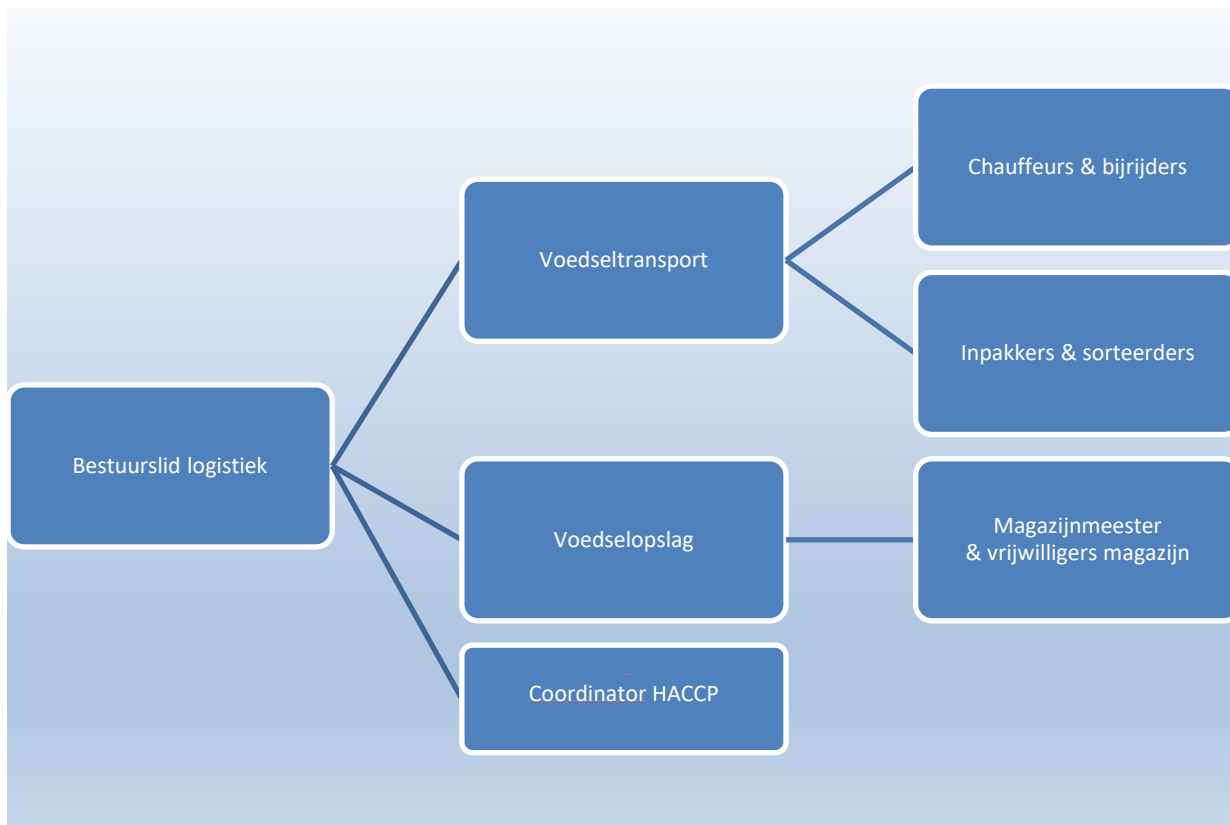 Chauffeurs & bijrijders
Voedseltransport
Inpakkers & sorteerders
Bestuurslid logistiek
Voedselopslag
Magazijnmeester
& vrijwilligers magazijn
Coordinator HACCP